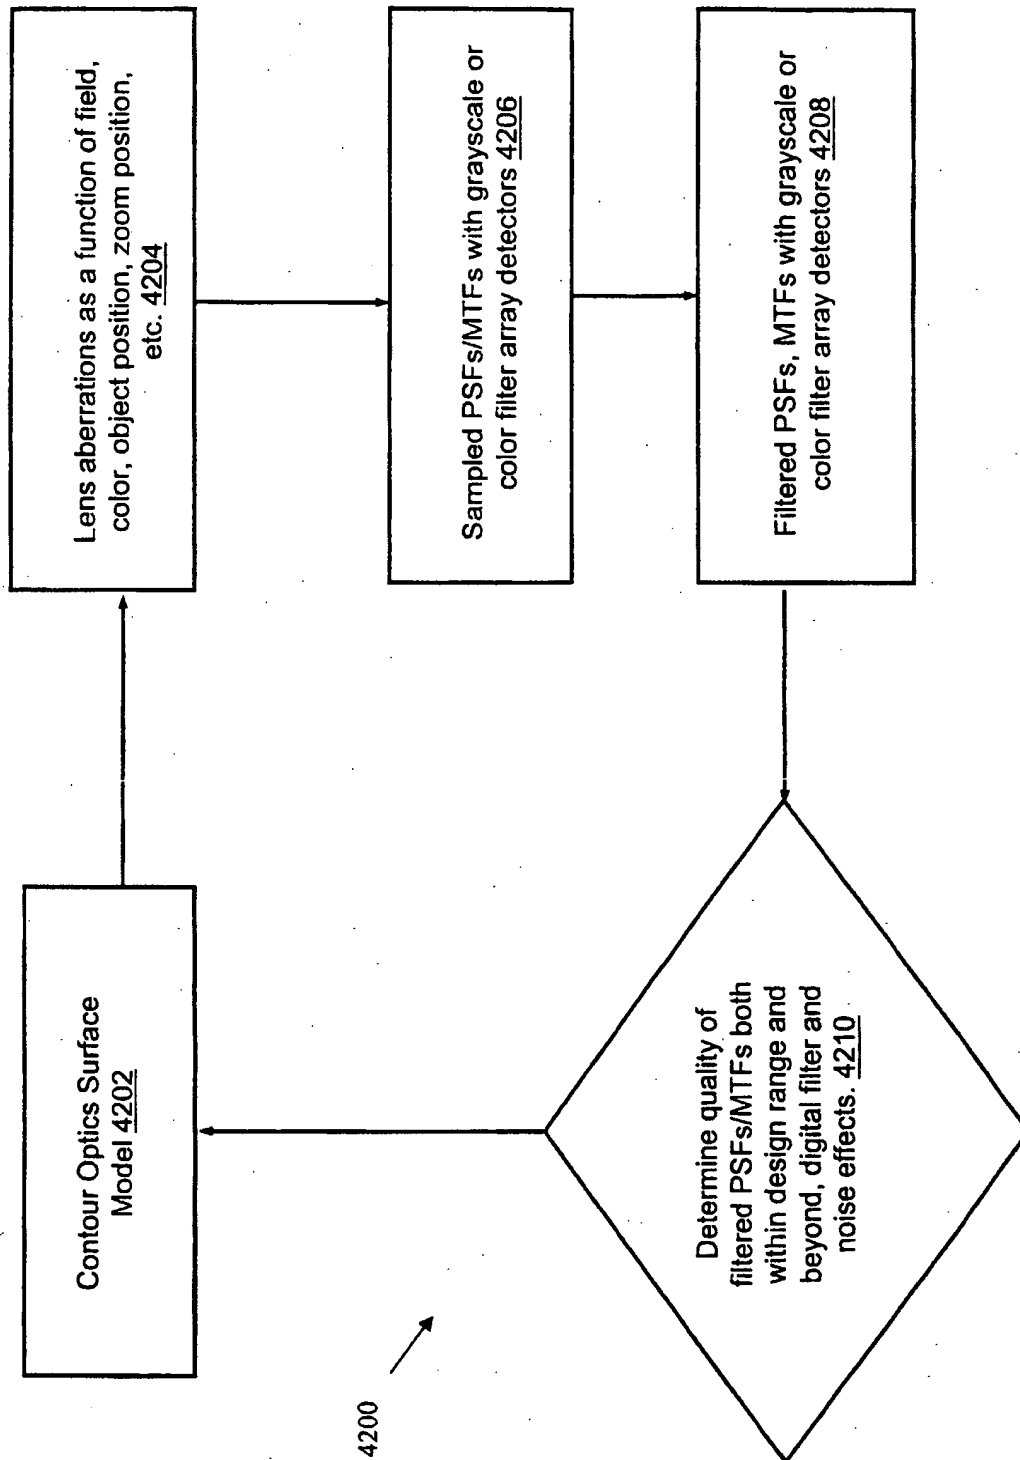 Contour Optics Surface
Model 4202
Lens aberrations as a function of field,
color, object position, zoom position,
etc. 4204
Sampled PSFs/MTFs with grayscale or
color filter array detectors 4206
Filtered PSFs, MTFs with grayscale or
color filter array detectors 4208
Determine quality of
filtered PSFs/MTFs both
within design range and
beyond, digital filter and
noise effects. 4210
4200